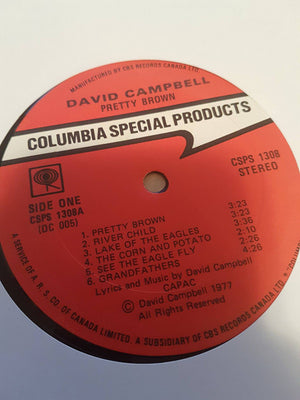 MANUFACTURED BY CBS RECORDS CANADA LTD.
DAVID CAMPBELL
PRETTY BROWN
COLUMBIA SPECIAL PRODUCTS
SIDE ONE
CSPS 1308A
(OC 005)
CSPS 1308
STEREO
1. PRETTY BROWN 3:23
2. RIVER CHILD 3:23
3. LAKE OF THE EAGLES 3:36
4. THE CORN AND POTATO 2:10
5. SEE THE EAGLE FLY 2:26
6. GRANDFATHERS 4:26
Lyrics and Music by David Campbell
CAPAC
© David Campbell 1977
All Rights Reserved
A SERVICE OF A. R. S. CO. OF CANADA LIMITED. A SUBSIDIARY OF CBS RECORDS CANADA LTD.